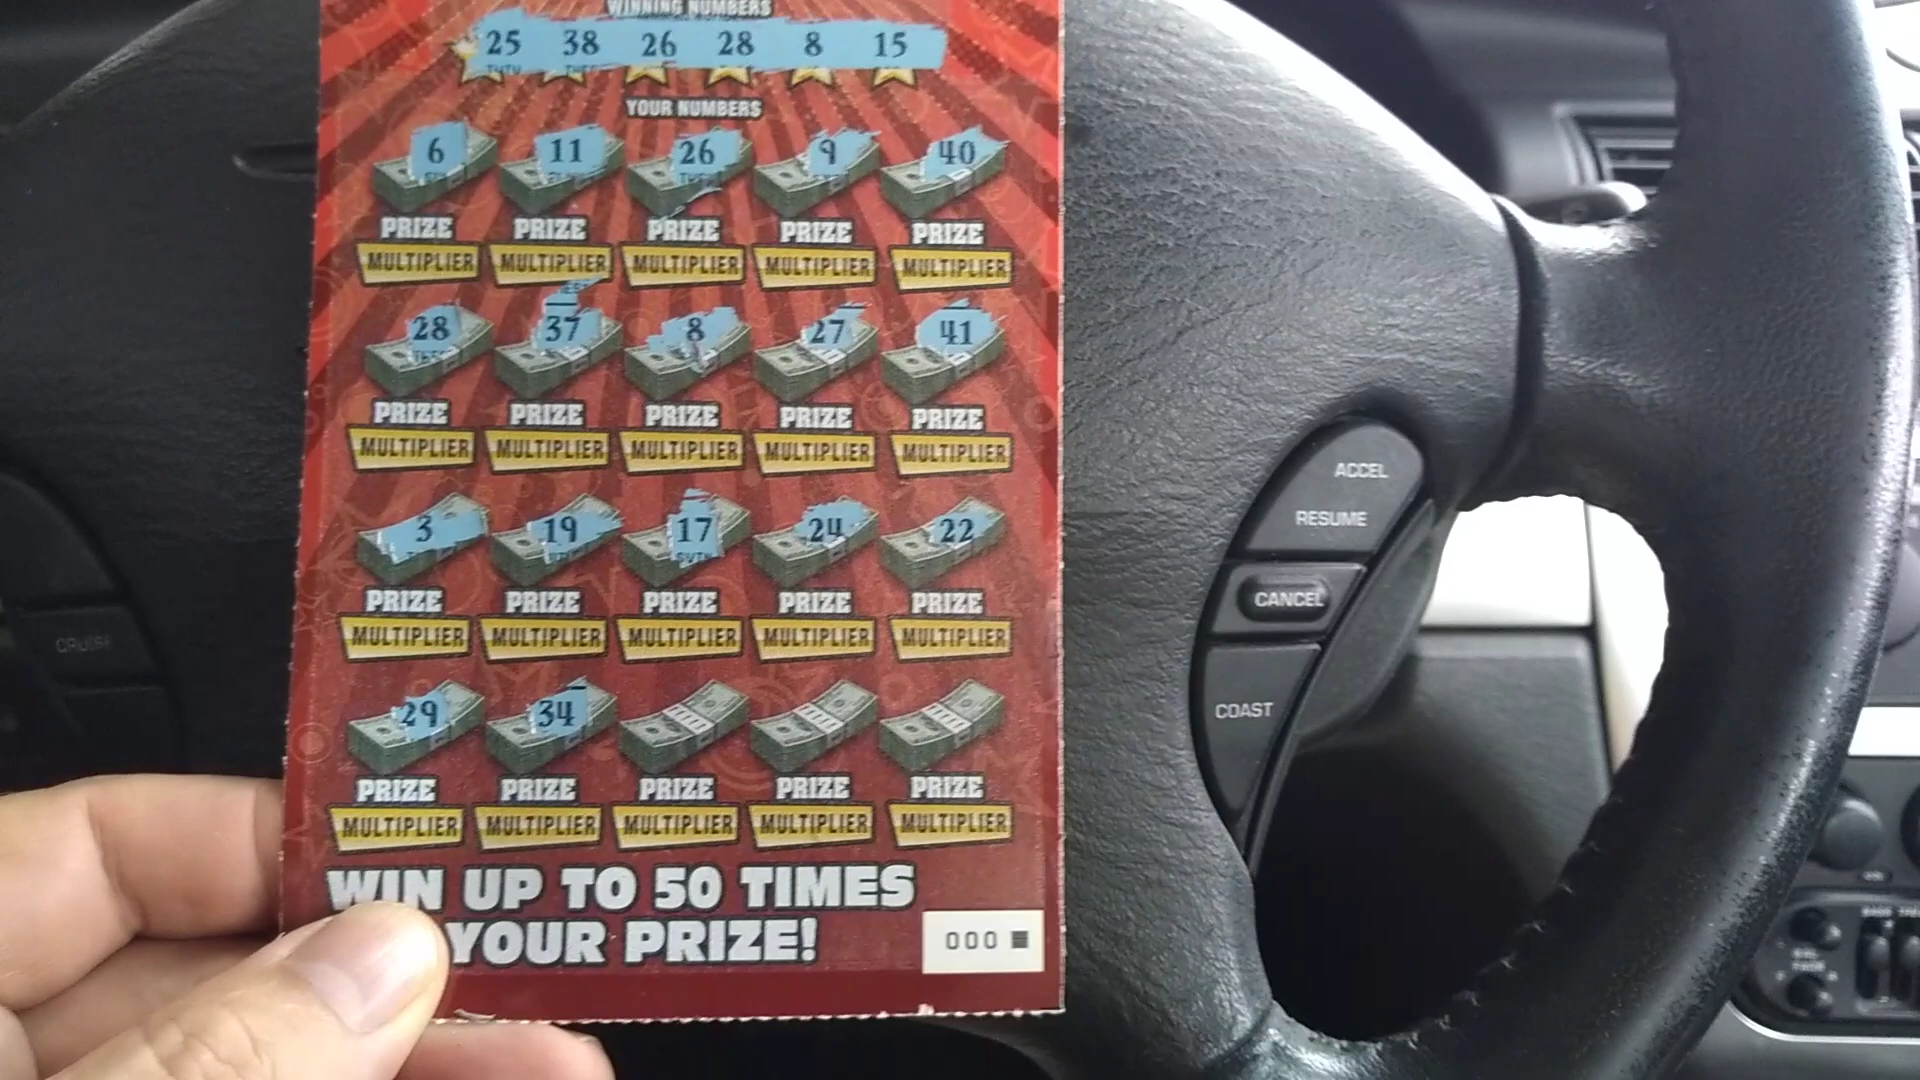 WINNING NUMBERS
25 38 26 28 8 15
YOUR NUMBERS
6 11 26 9 40
PRIZE PRIZE PRIZE PRIZE PRIZE
MULTIPLIER MULTIPLIER MULTIPLIER MULTIPLIER MULTIPLIER
28 37 8 27 41
PRIZE PRIZE PRIZE PRIZE PRIZE
MULTIPLIER MULTIPLIER MULTIPLIER MULTIPLIER MULTIPLIER
3 19 17 24 22
SVTN
PRIZE PRIZE PRIZE PRIZE PRIZE
MULTIPLIER MULTIPLIER MULTIPLIER MULTIPLIER MULTIPLIER
29 34
PRIZE PRIZE PRIZE PRIZE PRIZE
MULTIPLIER MULTIPLIER MULTIPLIER MULTIPLIER MULTIPLIER
WIN UP TO 50 TIMES
YOUR PRIZE!
000
ACCEL
RESUME
CANCEL
COAST
CRUISE